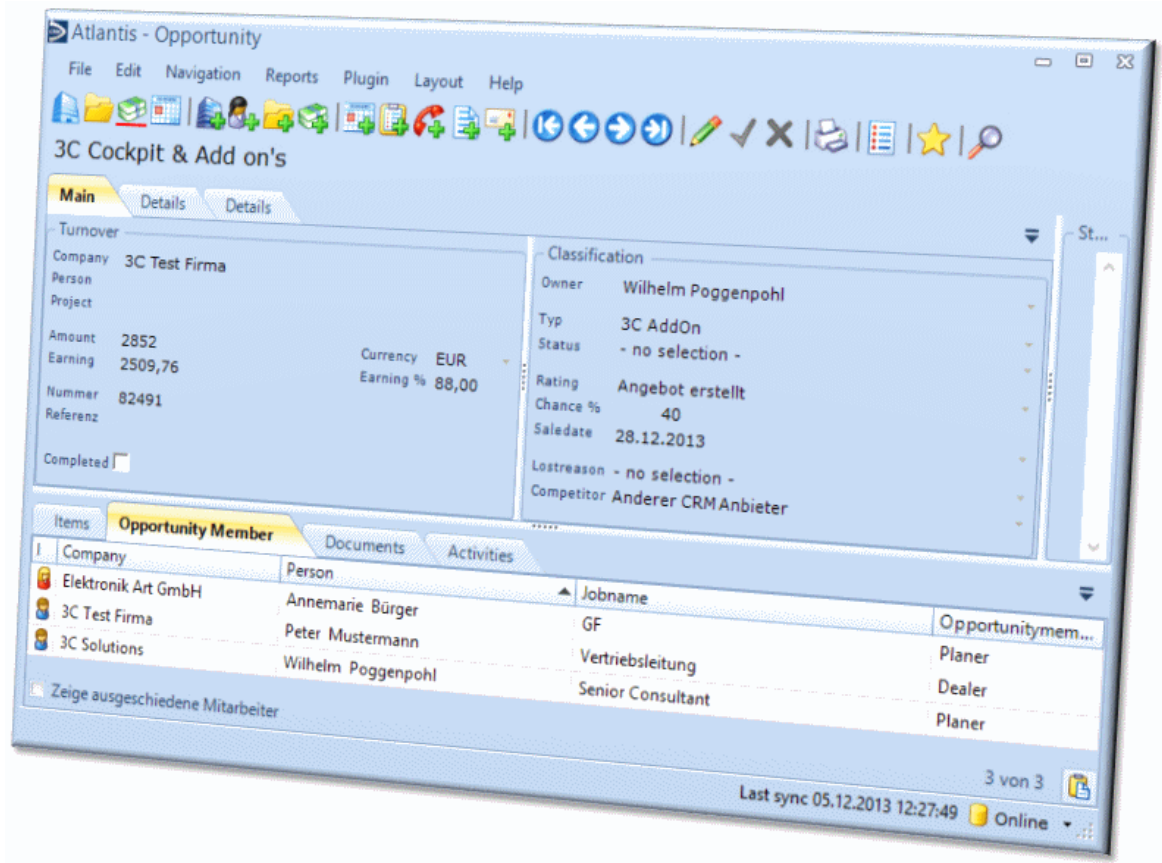 Atlantis - Opportunity
File Edit Navigation Reports Plugin Layout Help
3C Cockpit & Add on's
Main Details Details
Turnover
Company 3C Test Firma
Person
Project
Amount 2852
Earning 2509,76
Currency EUR
Earning % 88,00
Nummer 82491
Referenz
Completed
Classification
Owner Wilhelm Poggenpohl
Typ 3C AddOn
Status - no selection -
Rating Angebot erstellt
Chance % 40
Saledate 28.12.2013
Lostreason - no selection -
Competitor Anderer CRM Anbieter
St...
Items Opportunity Member Documents Activities
I Company Person Jobname Opportunitymem...
Elektronik Art GmbH Annemarie Bürger GF Planer
3C Test Firma Peter Mustermann Vertriebsleitung Dealer
3C Solutions Wilhelm Poggenpohl Senior Consultant Planer
Zeige ausgeschiedene Mitarbeiter
3 von 3
Last sync 05.12.2013 12:27:49 Online